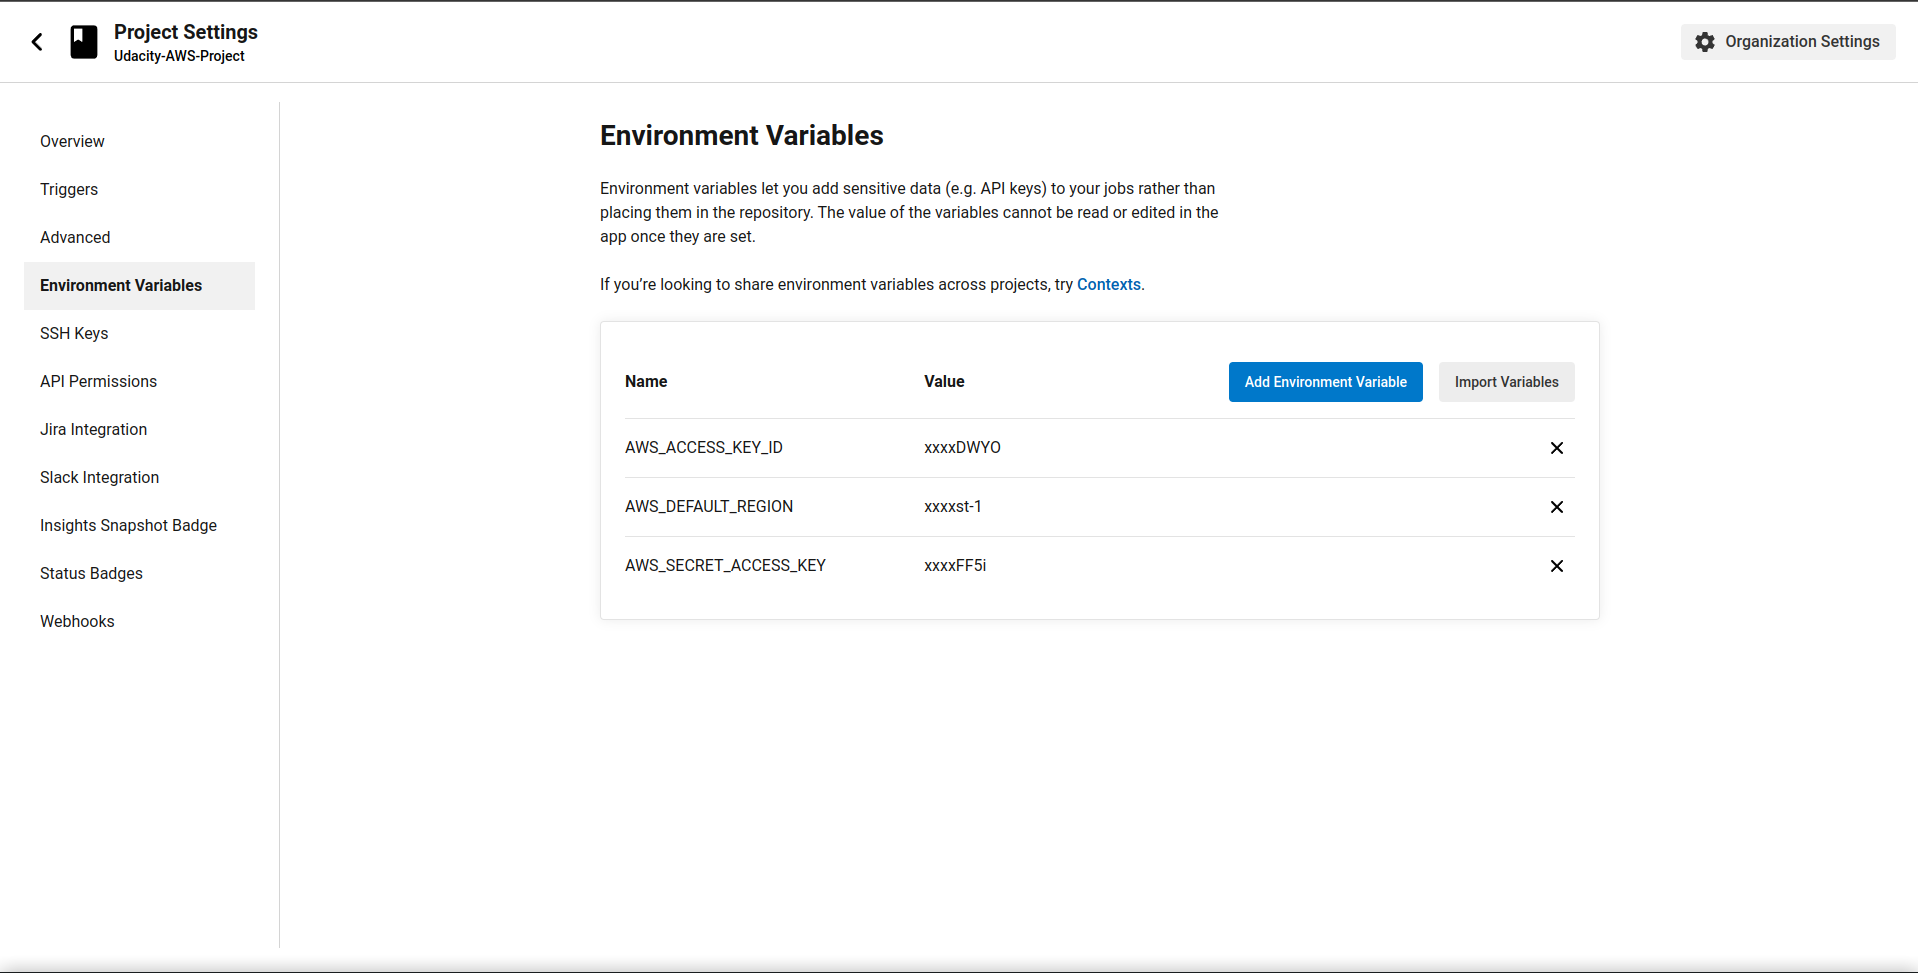 Project Settings
Udacity-AWS-Project
Organization Settings
Overview
Triggers
Advanced
Environment Variables
SSH Keys
API Permissions
Jira Integration
Slack Integration
Insights Snapshot Badge
Status Badges
Webhooks
Environment Variables
Environment variables let you add sensitive data (e.g. API keys) to your jobs rather than
placing them in the repository. The value of the variables cannot be read or edited in the
app once they are set.
If you’re looking to share environment variables across projects, try Contexts.
Name Value Add Environment Variable Import Variables
AWS_ACCESS_KEY_ID xxxxDWYO
AWS_DEFAULT_REGION xxxxst-1
AWS_SECRET_ACCESS_KEY xxxxFF5i